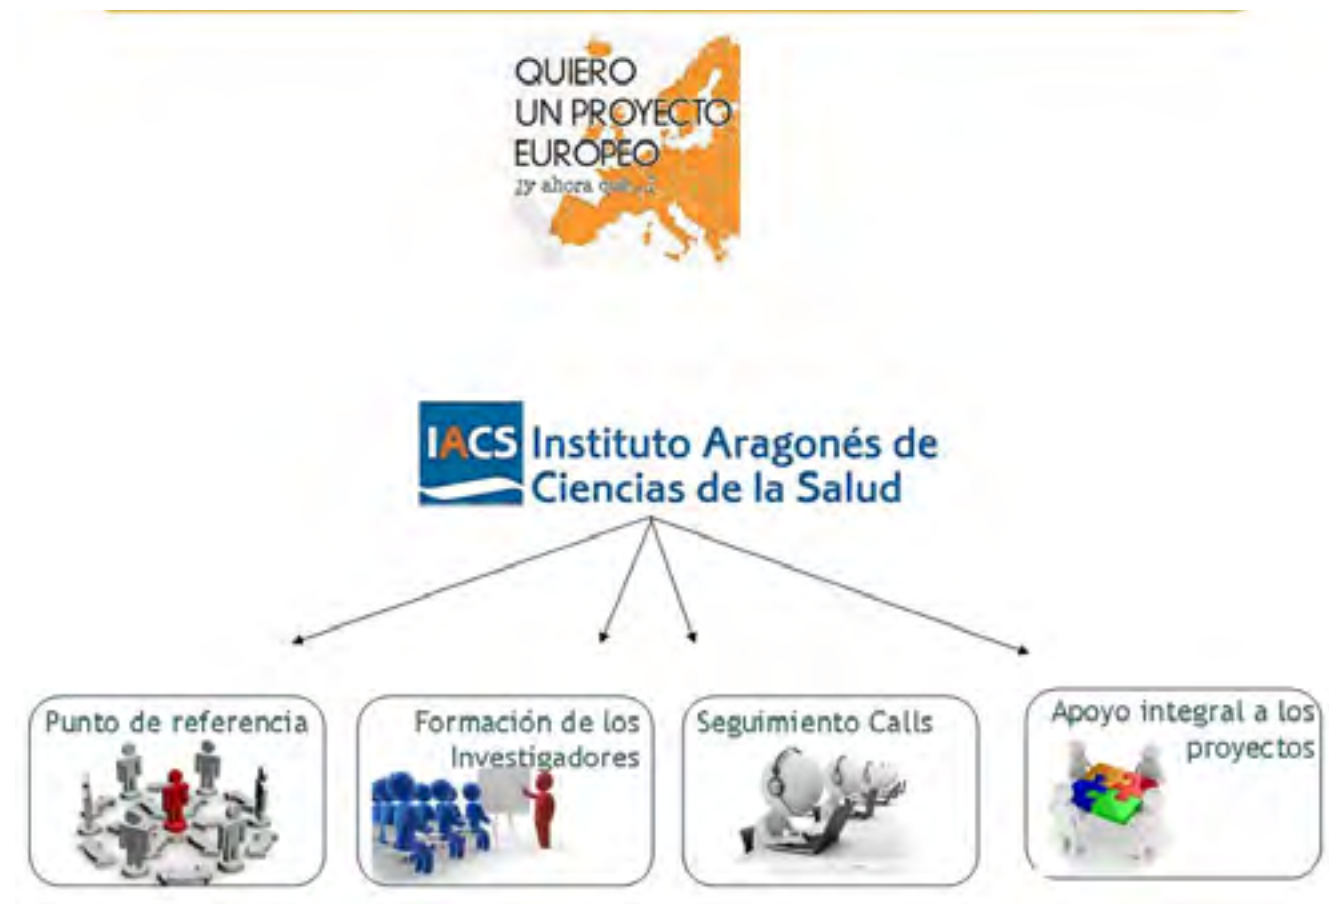 QUIERO
UN PROYECTO
EUROPEO
¿y ahora qué...?
IACS
Instituto Aragonés de
Ciencias de la Salud
Punto de referencia
Formación de los
Investigadores
Seguimiento Calls
Apoyo integral a los
proyectos